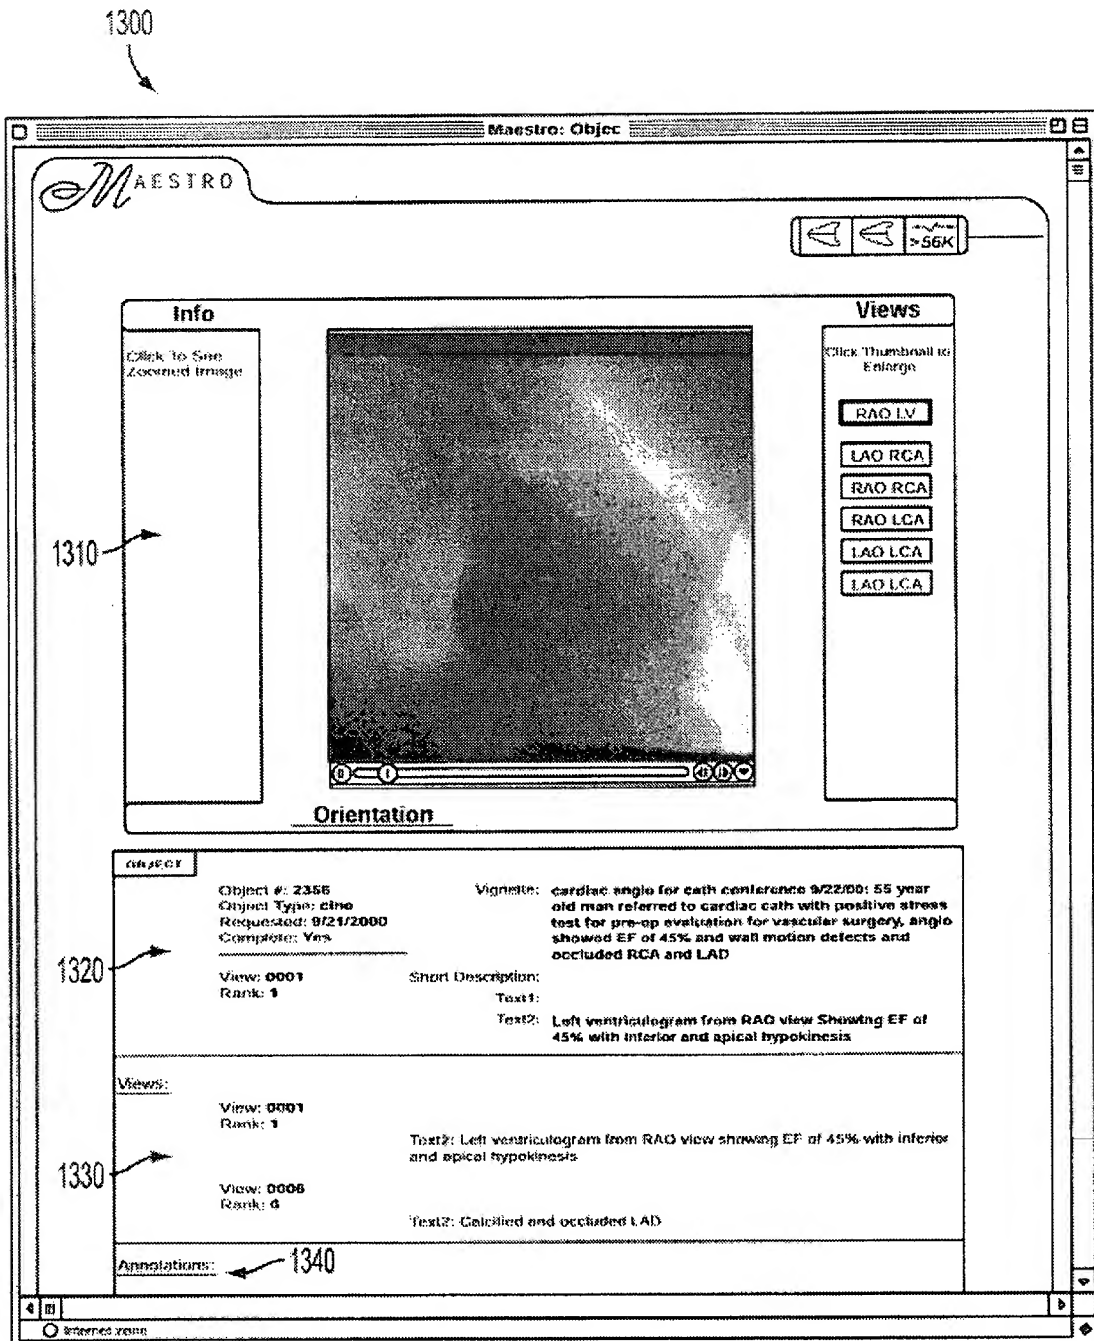 1300
Maestro: Objec
MAESTRO
>56K
Info
Views
Click To See
Zoomed Image
Click Thumbnail to
Enlarge
RAO LV
LAO RCA
RAO RCA
RAO LCA
LAO LCA
LAO LCA
1310
Orientation
OBJECT
Object #: 2356
Object Type: cine
Requested: 9/21/2000
Complete: Yes
Vignette: cardiac angio for cath conference 9/22/00: 55 year
old man referred to cardiac cath with positive stress
test for pre-op evaluation for vascular surgery, angio
showed EF of 45% and wall motion defects and
occluded RCA and LAD
1320
View: 0001
Rank: 1
Short Description:
Text1:
Text2: Left ventriculogram from RAO view Showing EF of
45% with inferior and apical hypokinesis
Views:
View: 0001
Rank: 1
Text2: Left ventriculogram from RAO view showing EF of 45% with inferior
and apical hypokinesis
1330
View: 0006
Rank: 6
Text2: Calcified and occluded LAD
Annotations:
1340
Internet zone